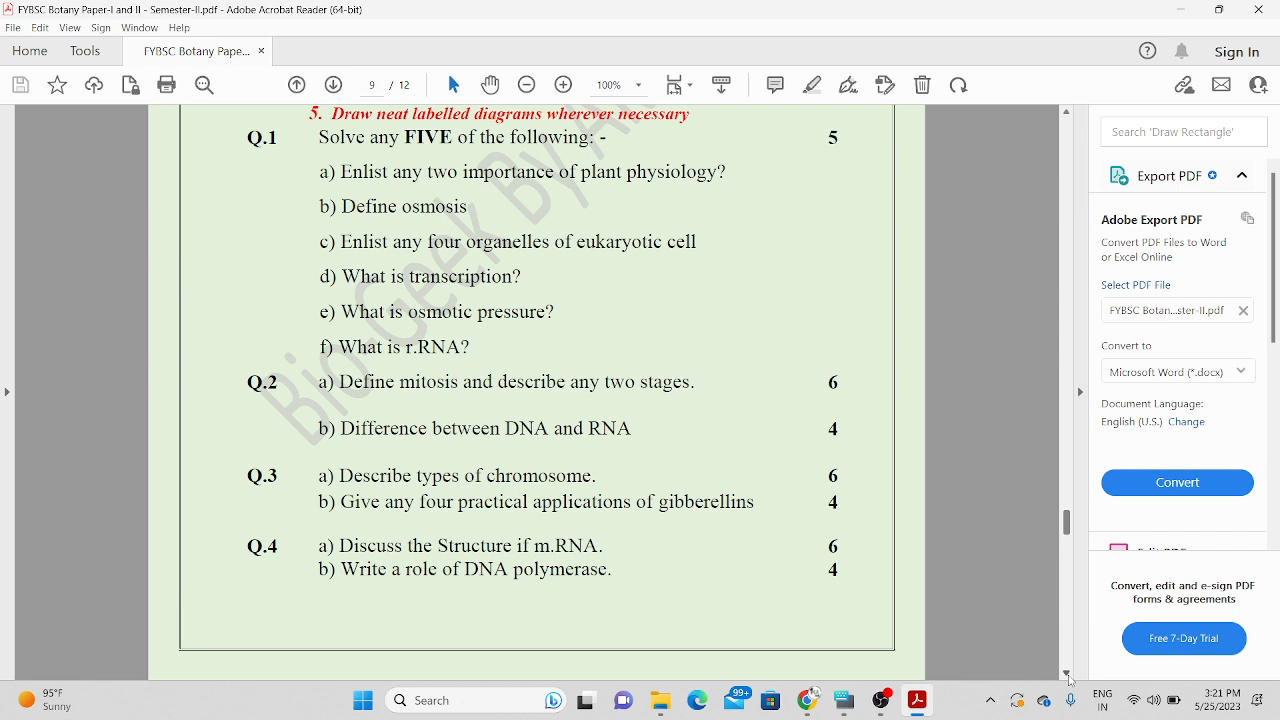 FYBSC Botany Paper-I and II - Semester-II.pdf - Adobe Acrobat Reader (64-bit)
File Edit View Sign Window Help
Home Tools FYBSC Botany Pape... × Sign In
9 / 12 100%
5. Draw neat labelled diagrams wherever necessary
Q.1 Solve any FIVE of the following: - 5
a) Enlist any two importance of plant physiology?
b) Define osmosis
c) Enlist any four organelles of eukaryotic cell
d) What is transcription?
e) What is osmotic pressure?
f) What is r.RNA?
Q.2 a) Define mitosis and describe any two stages. 6
b) Difference between DNA and RNA 4
Q.3 a) Describe types of chromosome. 6
b) Give any four practical applications of gibberellins 4
Q.4 a) Discuss the Structure if m.RNA. 6
b) Write a role of DNA polymerase. 4
Bio-Geek By
Search 'Draw Rectangle'
Export PDF
Adobe Export PDF
Convert PDF Files to Word
or Excel Online
Select PDF File
FYBSC Botan...ster-II.pdf
Convert to
Microsoft Word (*.docx)
Document Language:
English (U.S.) Change
Convert
Convert, edit and e-sign PDF
forms & agreements
Free 7-Day Trial
95°F
Sunny
Search
99+
ENG
IN
3:21 PM
5/25/2023